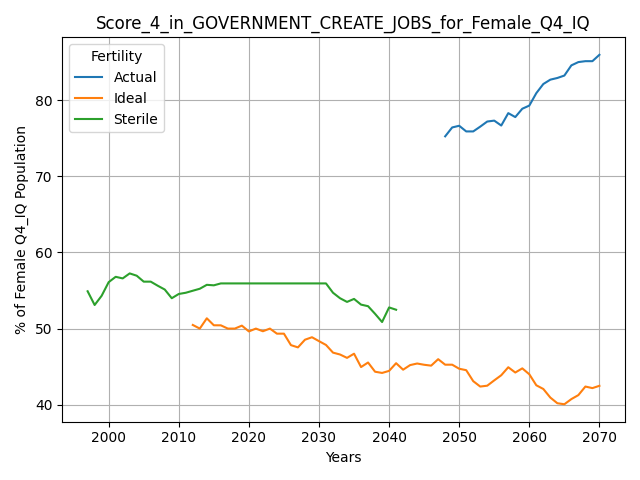 Score_4_in_GOVERNMENT_CREATE_JOBS_for_Female_Q4_IQ
Fertility
Actual
Ideal
Sterile
% of Female Q4_IQ Population
80
70
60
50
40
2000 2010 2020 2030 2040 2050 2060 2070
Years